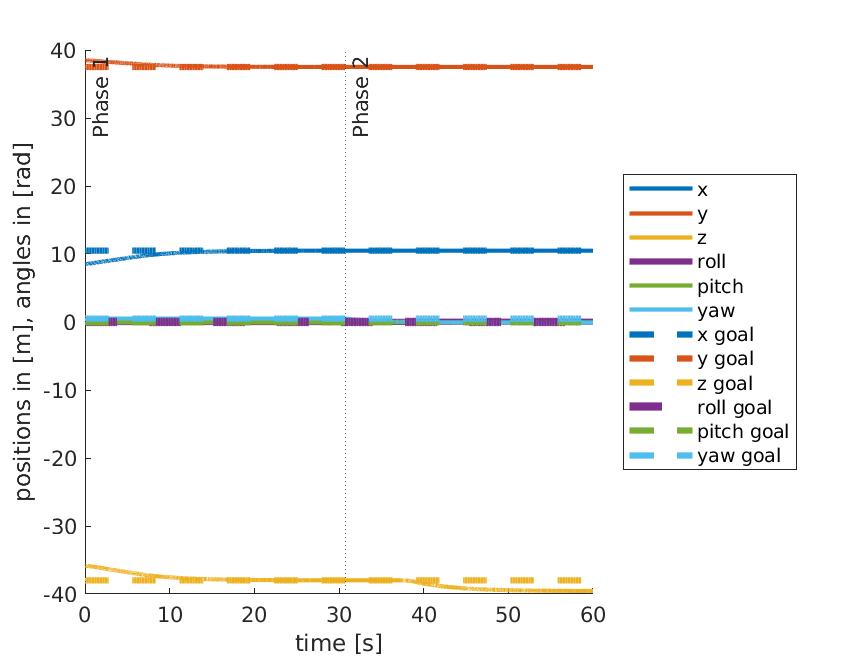 40
30
20
10
0
-10
-20
-30
-40
positions in [m], angles in [rad]
Phase 1
Phase 2
0
10
20
30
40
50
60
time [s]
x
y
z
roll
pitch
yaw
x goal
y goal
z goal
roll goal
pitch goal
yaw goal